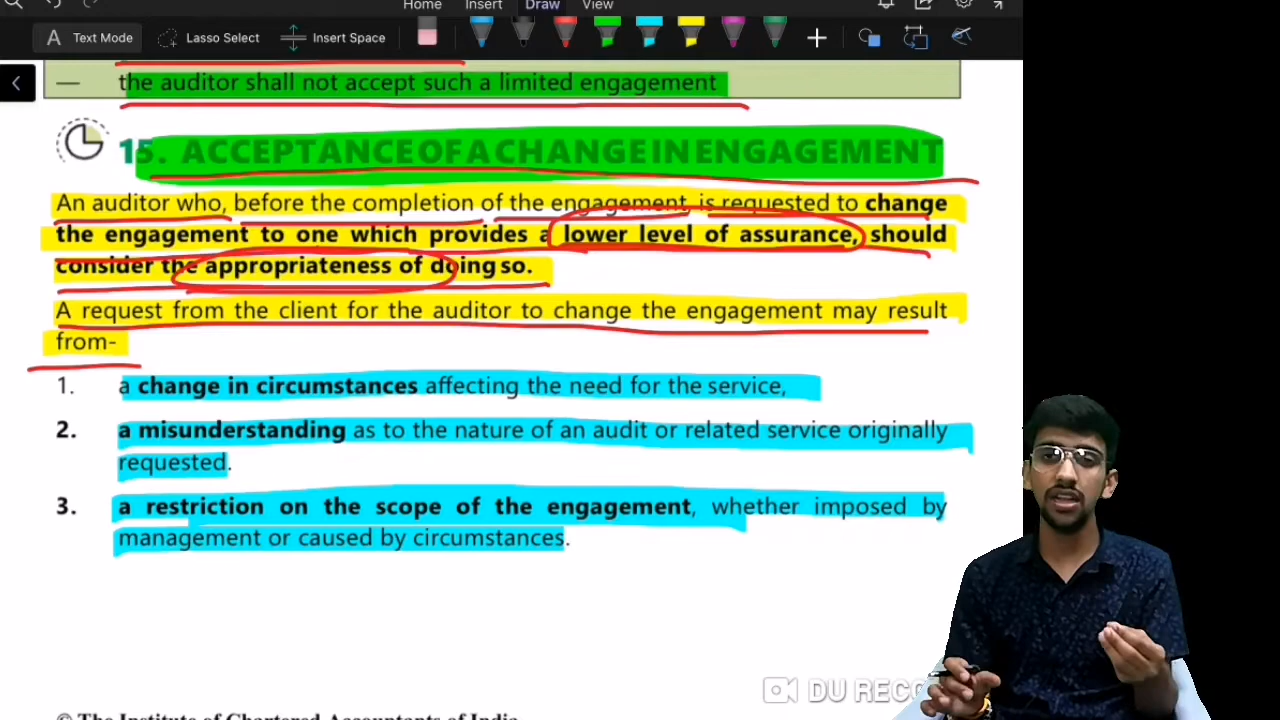 Home Insert Draw View
A Text Mode Lasso Select Insert Space
— the auditor shall not accept such a limited engagement
15. ACCEPTANCE OF A CHANGE IN ENGAGEMENT
An auditor who, before the completion of the engagement, is requested to change
the engagement to one which provides a lower level of assurance, should
consider the appropriateness of doing so.
A request from the client for the auditor to change the engagement may result
from-
1. a change in circumstances affecting the need for the service,
2. a misunderstanding as to the nature of an audit or related service originally
requested.
3. a restriction on the scope of the engagement, whether imposed by
management or caused by circumstances.
DU REC
© The Institute of Chartered Accountants of India